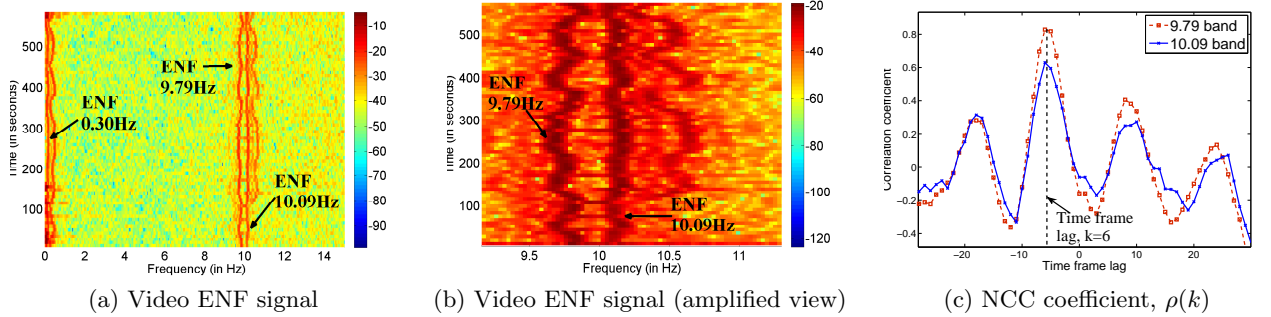 500
400
300
200
100
Time (in seconds)
ENF
9.79Hz
ENF
0.30Hz
ENF
10.09Hz
0 2 4 6 8 10 12 14
Frequency (in Hz)
-10
-20
-30
-40
-50
-60
-70
-80
-90
(a) Video ENF signal
500
400
300
200
100
Time (in seconds)
ENF
9.79Hz
ENF
10.09Hz
9.5 10 10.5 11
Frequency (in Hz)
-20
-40
-60
-80
-100
-120
(b) Video ENF signal (amplified view)
0.8
0.6
0.4
0.2
0
−0.2
−0.4
Correlation coefficient
9.79 band
10.09 band
Time frame
lag, k=6
−20 −10 0 10 20
Time frame lag
(c) NCC coefficient, ρ(k)